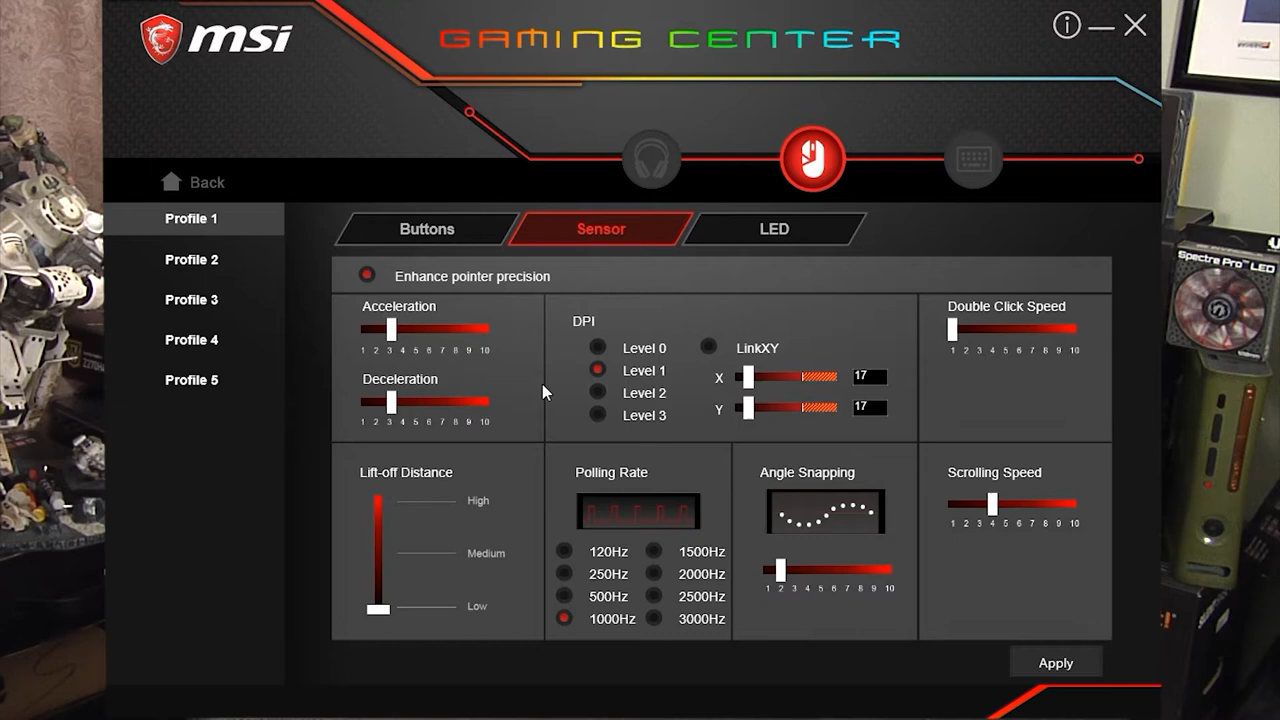 msi
GAMING CENTER
Back
Profile 1
Profile 2
Profile 3
Profile 4
Profile 5
Buttons
Sensor
LED
Enhance pointer precision
Acceleration
1 2 3 4 5 6 7 8 9 10
Deceleration
1 2 3 4 5 6 7 8 9 10
DPI
Level 0
Level 1
Level 2
Level 3
LinkXY
X
17
Y
17
Double Click Speed
1 2 3 4 5 6 7 8 9 10
Lift-off Distance
High
Medium
Low
Polling Rate
120Hz
250Hz
500Hz
1000Hz
1500Hz
2000Hz
2500Hz
3000Hz
Angle Snapping
1 2 3 4 5 6 7 8 9 10
Scrolling Speed
1 2 3 4 5 6 7 8 9 10
Apply
Spectre Pro™ LED